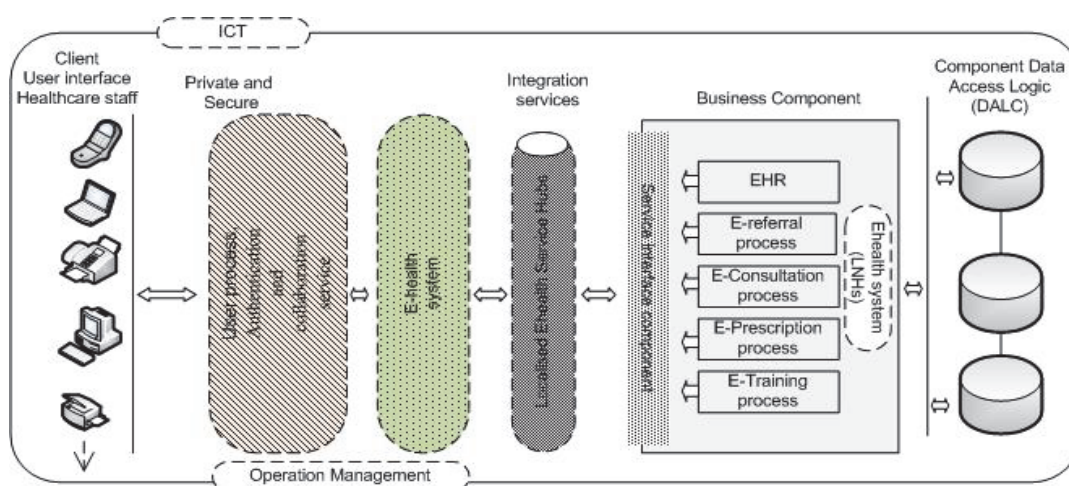 ICT
Client
User interface
Healthcare staff
Private and
Secure
Integration
services
Business Component
Component Data
Access Logic
(DALC)
User process,
Authentication
and
collaboration
service
E-health
system
Localised Ehealth Service Hubs
Service interface component
EHR
E-referral
process
E-Consultation
process
E-Prescription
process
E-Training
process
Ehealth system
(LNHs)
Operation Management